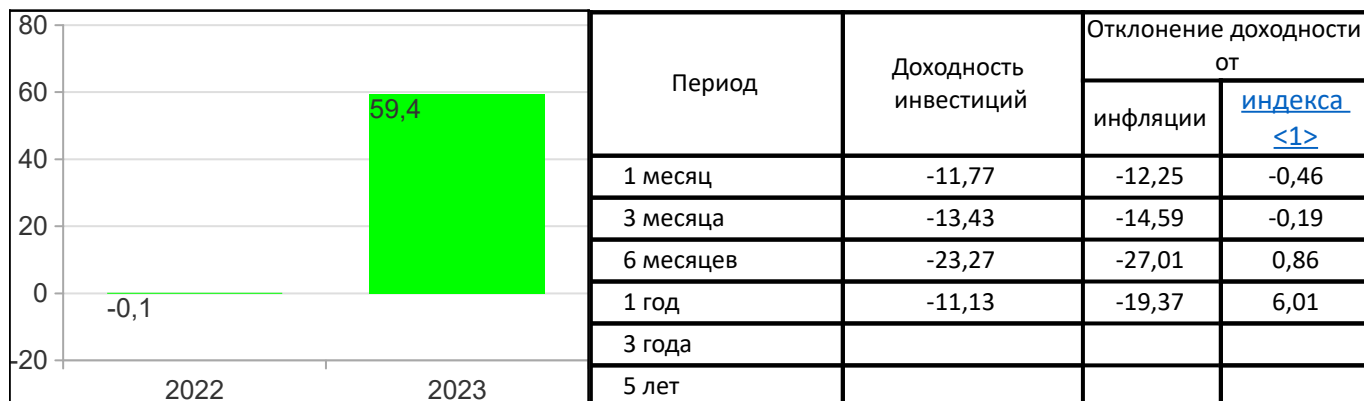 80
60
40
20
0
-20
59,4
-0,1
2022 2023
Период
Доходность
инвестиций
Отклонение доходности
от
инфляции
индекса
<1>
1 месяц -11,77 -12,25 -0,46
3 месяца -13,43 -14,59 -0,19
6 месяцев -23,27 -27,01 0,86
1 год -11,13 -19,37 6,01
3 года
5 лет